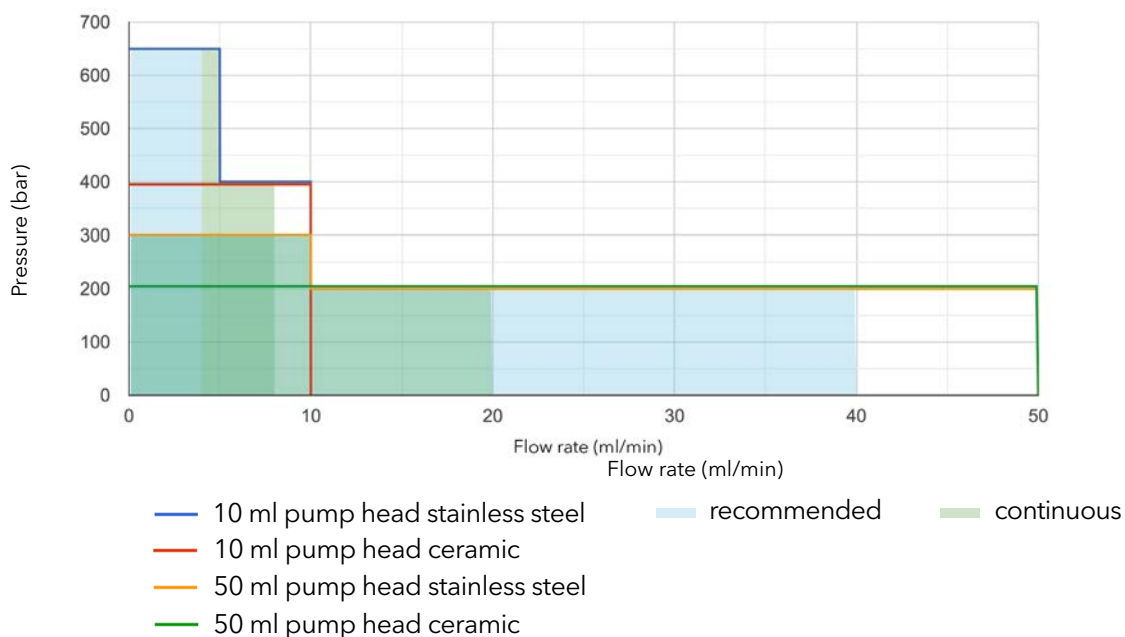 700
600
500
400
300
200
100
0
Pressure (bar)
0 10 20 30 40 50
Flow rate (ml/min)
Flow rate (ml/min)
10 ml pump head stainless steel
recommended
continuous
10 ml pump head ceramic
50 ml pump head stainless steel
50 ml pump head ceramic